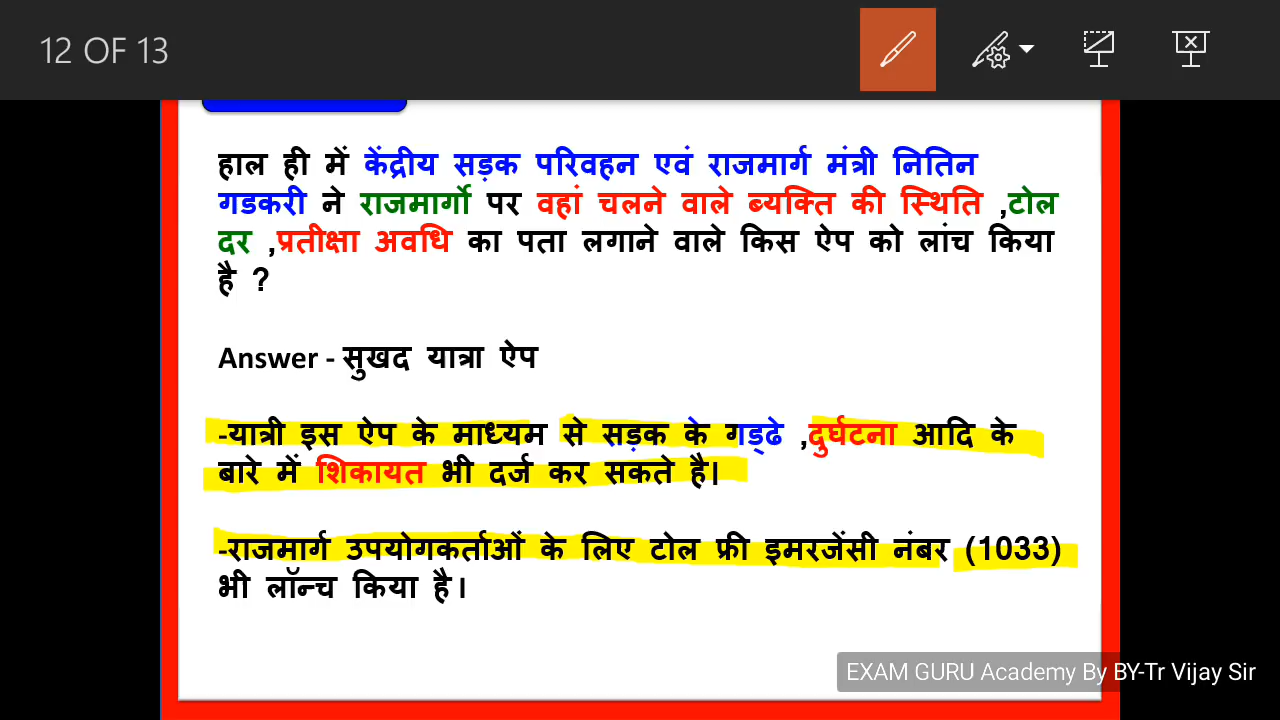 12 OF 13
हाल ही में केंद्रीय सड़क परिवहन एवं राजमार्ग मंत्री नितिन
गडकरी ने राजमार्गो पर वहां चलने वाले ब्यक्ति की स्थिति ,टोल
दर ,प्रतीक्षा अवधि का पता लगाने वाले किस ऐप को लांच किया
है ?
Answer - सुखद यात्रा ऐप
-यात्री इस ऐप के माध्यम से सड़क के गड्ढे ,दुर्घटना आदि के
बारे में शिकायत भी दर्ज कर सकते है।
-राजमार्ग उपयोगकर्ताओं के लिए टोल फ्री इमरजेंसी नंबर (1033)
भी लॉन्च किया है।
EXAM GURU Academy By BY-Tr Vijay Sir